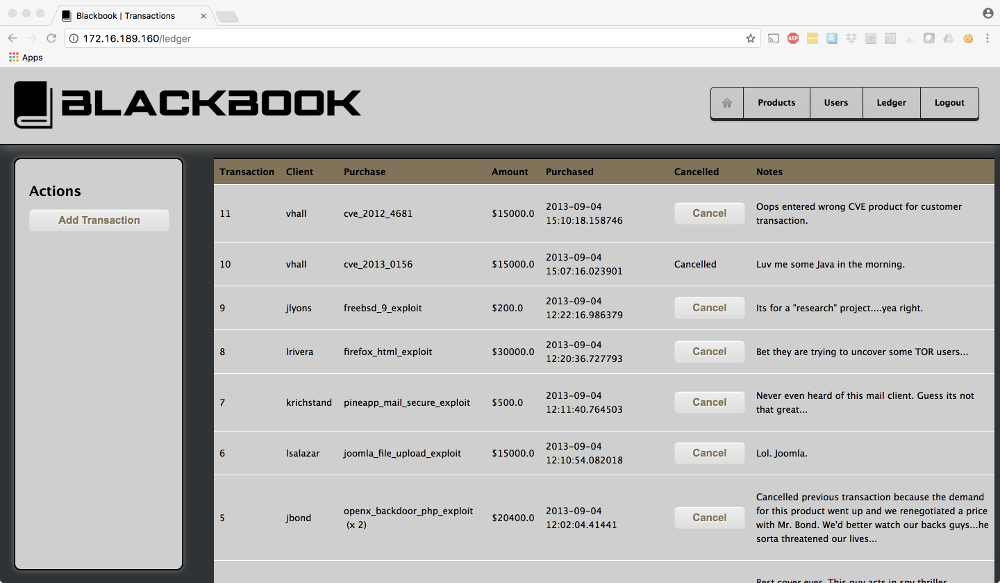 Blackbook | Transactions
172.16.189.160/ledger
Apps
BLACKBOOK
Products
Users
Ledger
Logout
Actions
Add Transaction
Transaction Client Purchase Amount Purchased Cancelled Notes
11 vhall cve_2012_4681 $15000.0 2013-09-04 15:10:18.158746 Cancel Oops entered wrong CVE product for customer transaction.
10 vhall cve_2013_0156 $15000.0 2013-09-04 15:07:16.023901 Cancelled Luv me some Java in the morning.
9 jlyons freebsd_9_exploit $200.0 2013-09-04 12:22:16.986379 Cancel Its for a "research" project....yea right.
8 lrivera firefox_html_exploit $30000.0 2013-09-04 12:20:36.727793 Cancel Bet they are trying to uncover some TOR users...
7 krichstand pineapp_mail_secure_exploit $500.0 2013-09-04 12:11:40.764503 Cancel Never even heard of this mail client. Guess its not that great...
6 lsalazar joomla_file_upload_exploit $15000.0 2013-09-04 12:10:54.082018 Cancel Lol. Joomla.
5 jbond openx_backdoor_php_exploit (x 2) $20400.0 2013-09-04 12:02:04.41441 Cancel Cancelled previous transaction because the demand for this product went up and we renegotiated a price with Mr. Bond. We'd better watch our backs guys...he sorta threatened our lives...
Best cover ever. This guy acts in spy thriller